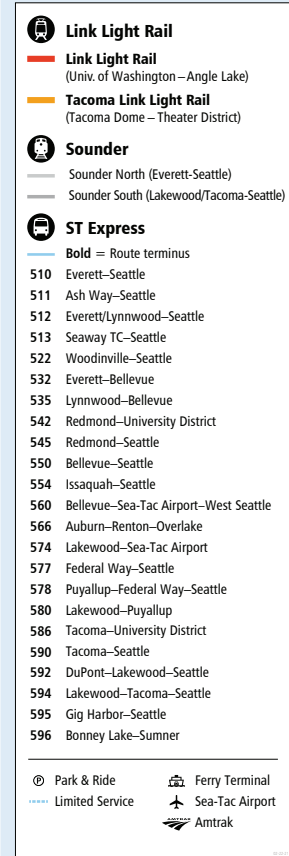 Link Light Rail
Link Light Rail
(Univ. of Washington – Angle Lake)
Tacoma Link Light Rail
(Tacoma Dome – Theater District)
Sounder
Sounder North (Everett-Seattle)
Sounder South (Lakewood/Tacoma-Seattle)
ST Express
Bold = Route terminus
510 Everett–Seattle
511 Ash Way–Seattle
512 Everett/Lynnwood–Seattle
513 Seaway TC–Seattle
522 Woodinville–Seattle
532 Everett–Bellevue
535 Lynnwood–Bellevue
542 Redmond–University District
545 Redmond–Seattle
550 Bellevue–Seattle
554 Issaquah–Seattle
560 Bellevue–Sea-Tac Airport–West Seattle
566 Auburn–Renton–Overlake
574 Lakewood–Sea-Tac Airport
577 Federal Way–Seattle
578 Puyallup–Federal Way–Seattle
580 Lakewood–Puyallup
586 Tacoma–University District
590 Tacoma–Seattle
592 DuPont–Lakewood–Seattle
594 Lakewood–Tacoma–Seattle
595 Gig Harbor–Seattle
596 Bonney Lake–Sumner
P Park & Ride
Ferry Terminal
Limited Service
Sea-Tac Airport
AMTRAK Amtrak